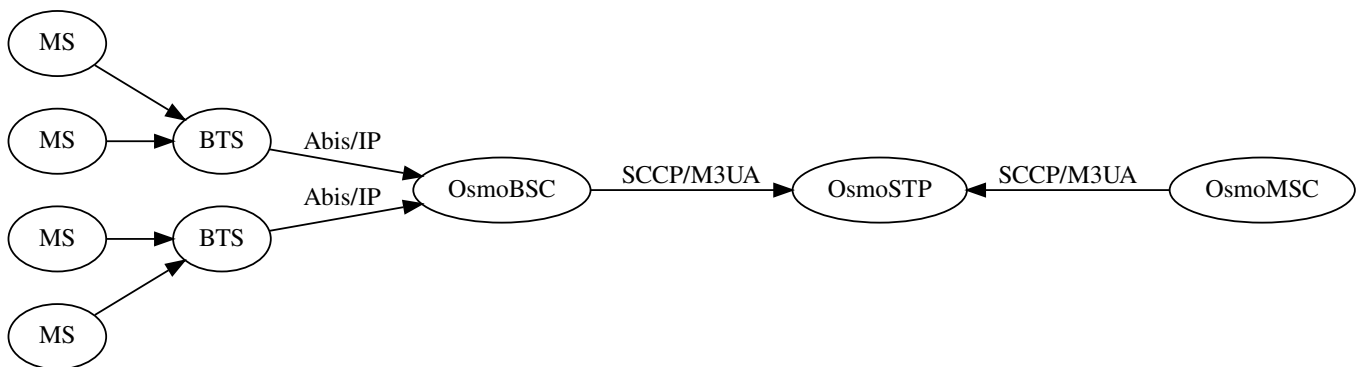 MS
MS
BTS
Abis/IP
MS
BTS
Abis/IP
MS
OsmoBSC
SCCP/M3UA
OsmoSTP
SCCP/M3UA
OsmoMSC